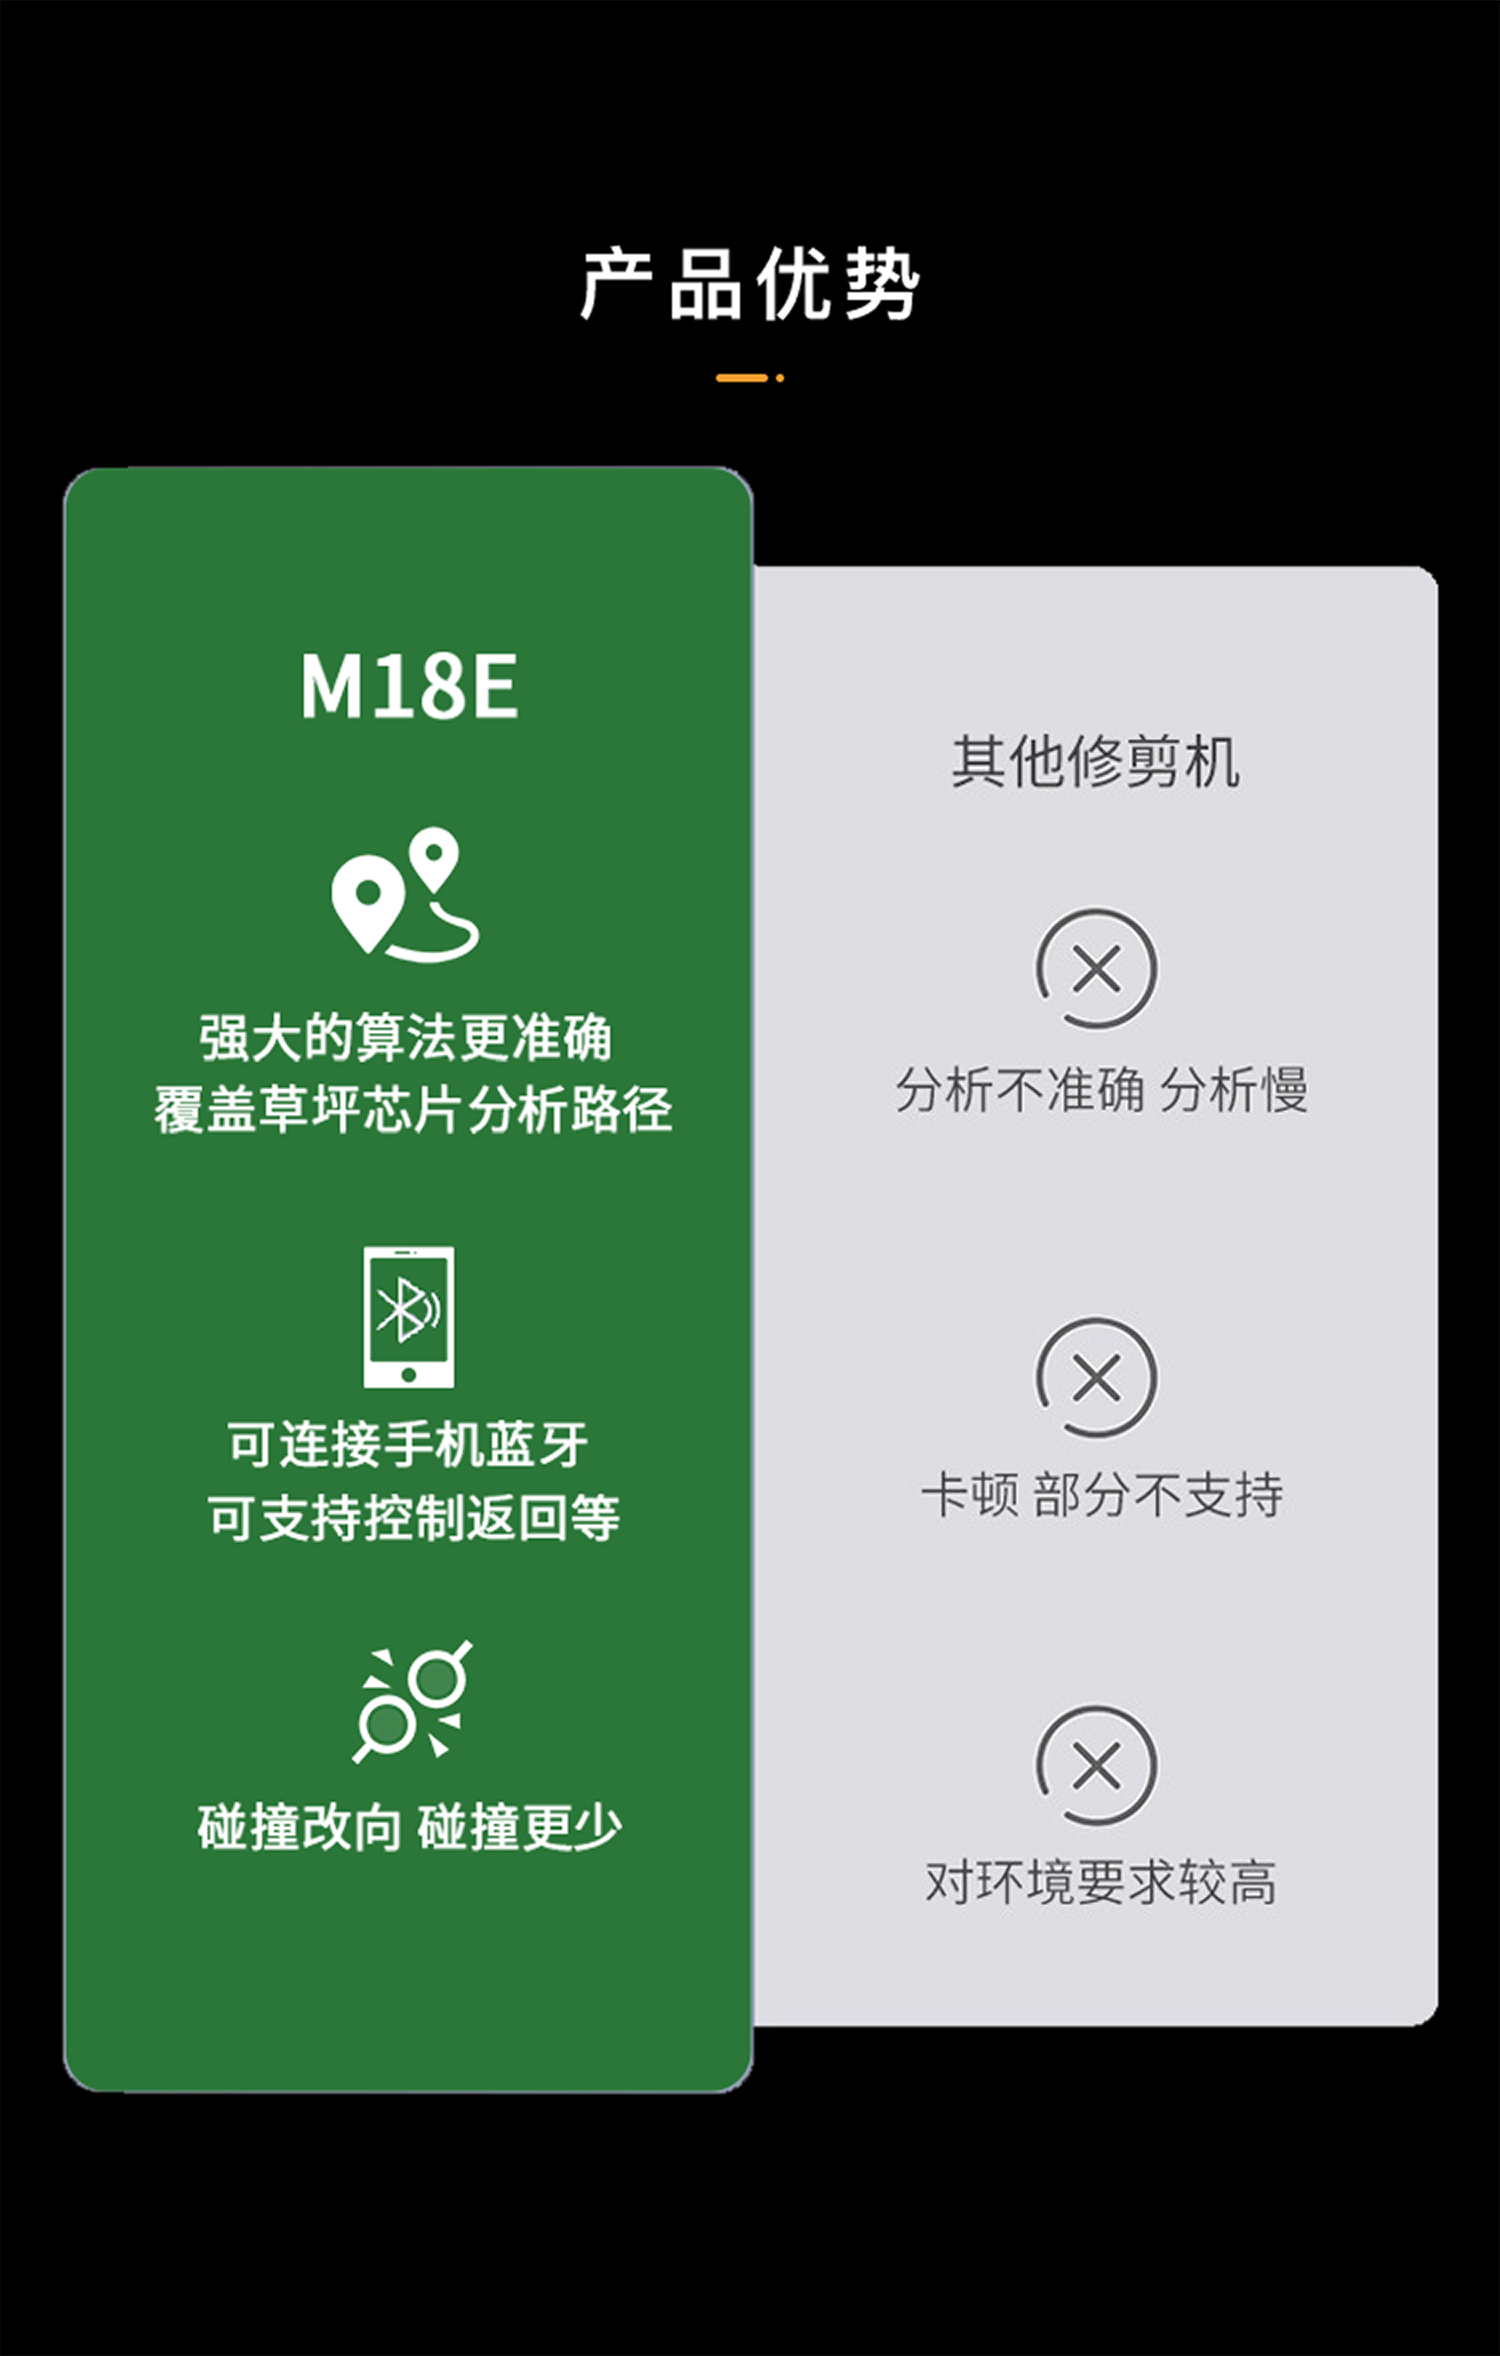 产品优势
M18E
强大的算法更准确
覆盖草坪芯片分析路径
可连接手机蓝牙
可支持控制返回等
碰撞改向 碰撞更少
其他修剪机
分析不准确 分析慢
卡顿 部分不支持
对环境要求较高